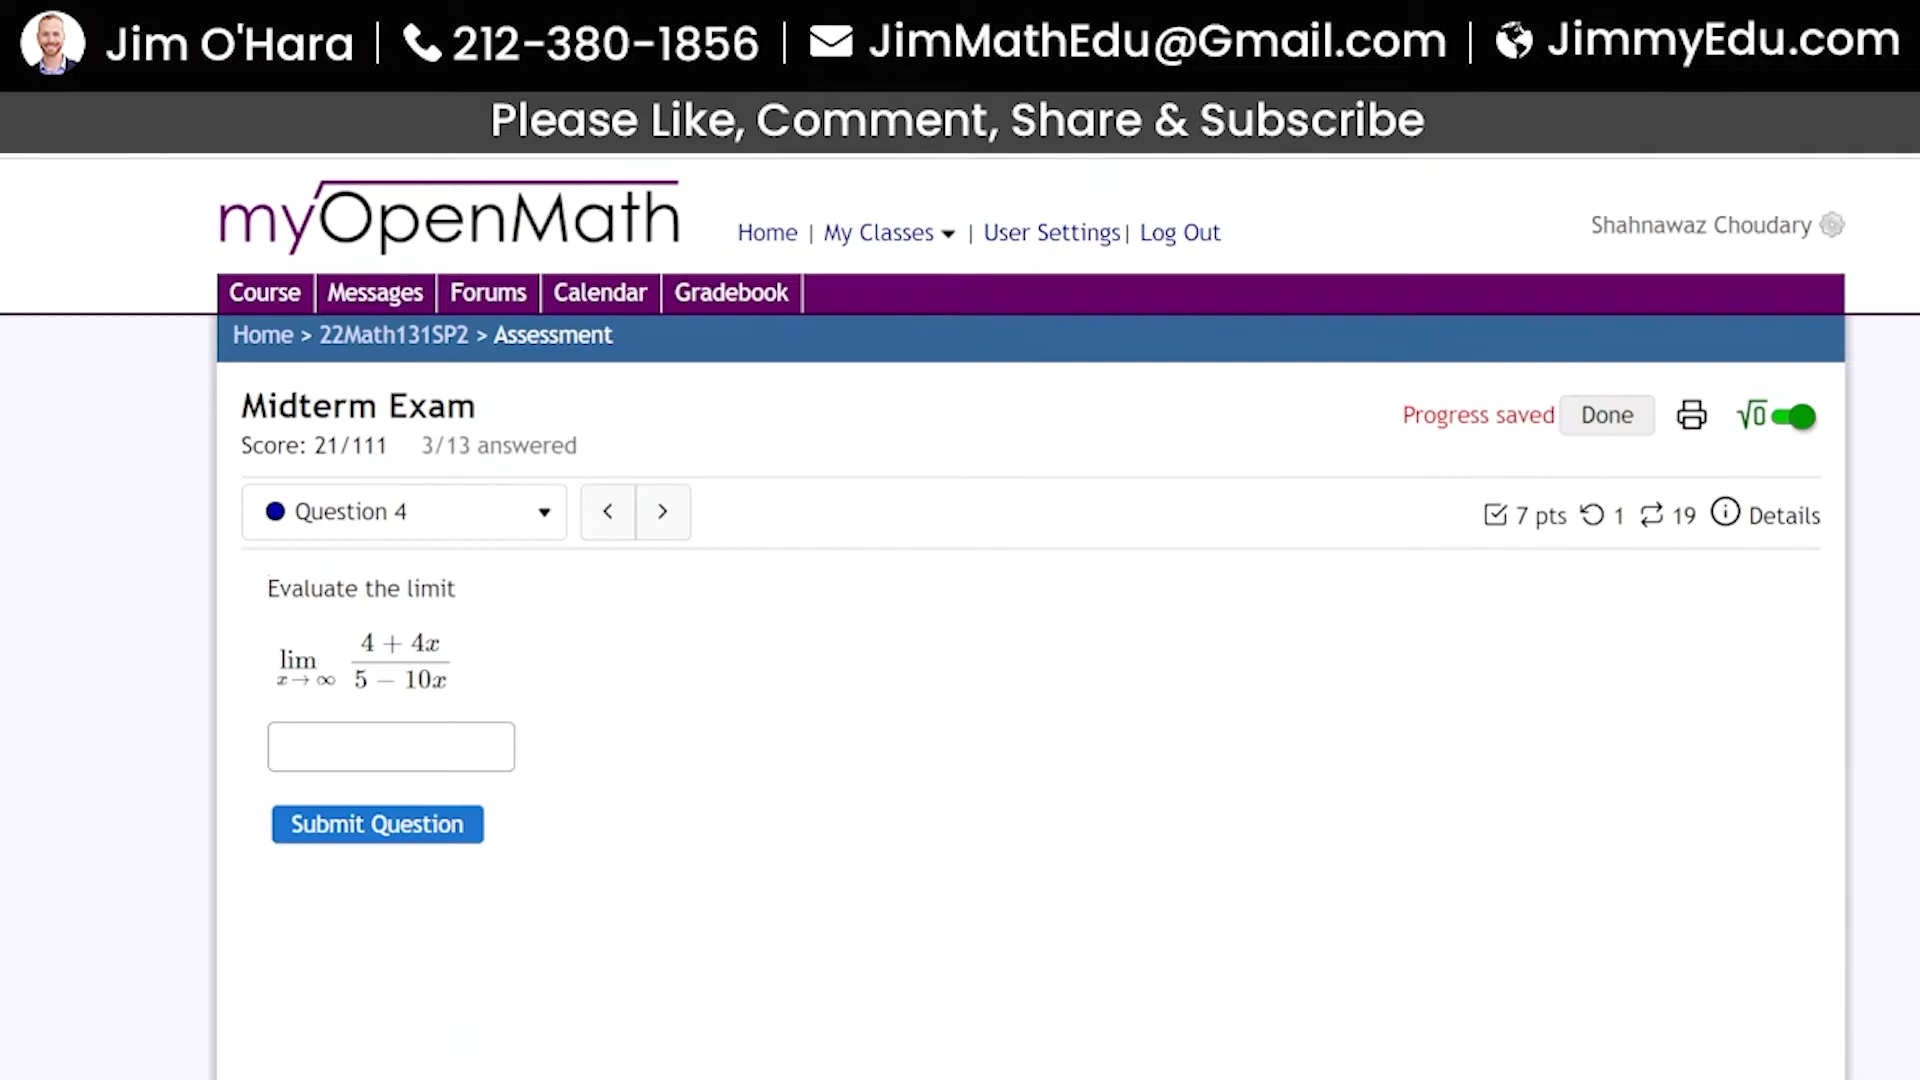 Jim O'Hara | 212-380-1856 | JimMathEdu@Gmail.com | JimmyEdu.com
Please Like, Comment, Share & Subscribe
myOpenMath
Home | My Classes | User Settings | Log Out
Shahnawaz Choudary
Course Messages Forums Calendar Gradebook
Home > 22Math131SP2 > Assessment
Midterm Exam
Progress saved Done √0
Score: 21/111 3/13 answered
Question 4 < >
7 pts 1 19 Details
Evaluate the limit
lim x→∞ (4 + 4x)/(5 − 10x)
Submit Question